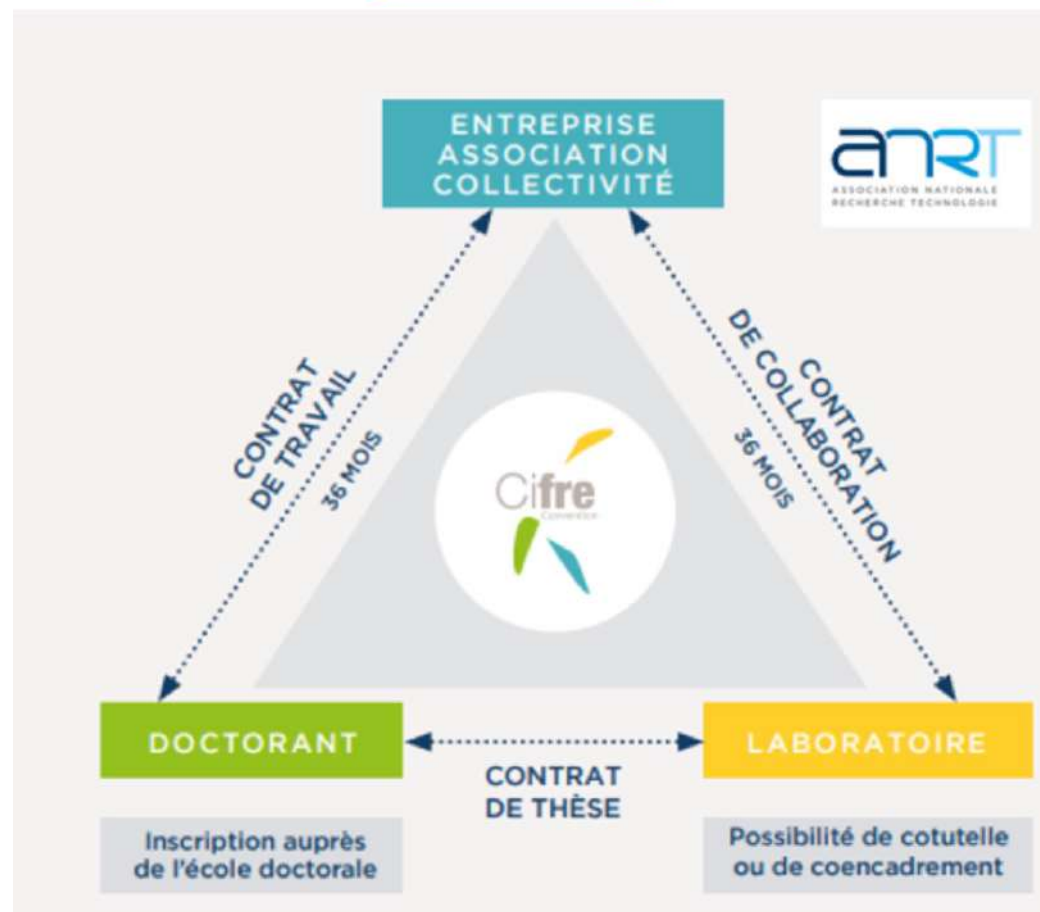 ENTREPRISE
ASSOCIATION
COLLECTIVITÉ
anrt
ASSOCIATION NATIONALE
RECHERCHE TECHNOLOGIE
CONTRAT
DE TRAVAIL
36 MOIS
CONTRAT
DE COLLABORATION
36 MOIS
Cifre
Convention
DOCTORANT
LABORATOIRE
CONTRAT
DE THÈSE
Inscription auprès
de l'école doctorale
Possibilité de cotutelle
ou de coencadrement